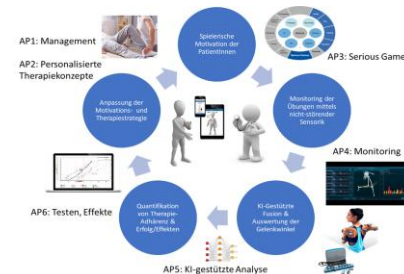 AP1: Management
AP2: Personalisierte
Therapiekonzepte
Spielerische
Motivation der
PatientInnen
AP3: Serious Game
Monitoring der
Übungen mittels
nicht-störender
Sensorik
AP4: Monitoring
KI-Gestützte
Fusion &
Auswertung der
Gelenkwinkel
AP5: KI-gestützte Analyse
Quantifikation
von Therapie-
Adhärenz &
Erfolg/Effekten
AP6: Testen, Effekte
Anpassung der
Motivations- und
Therapiestrategie